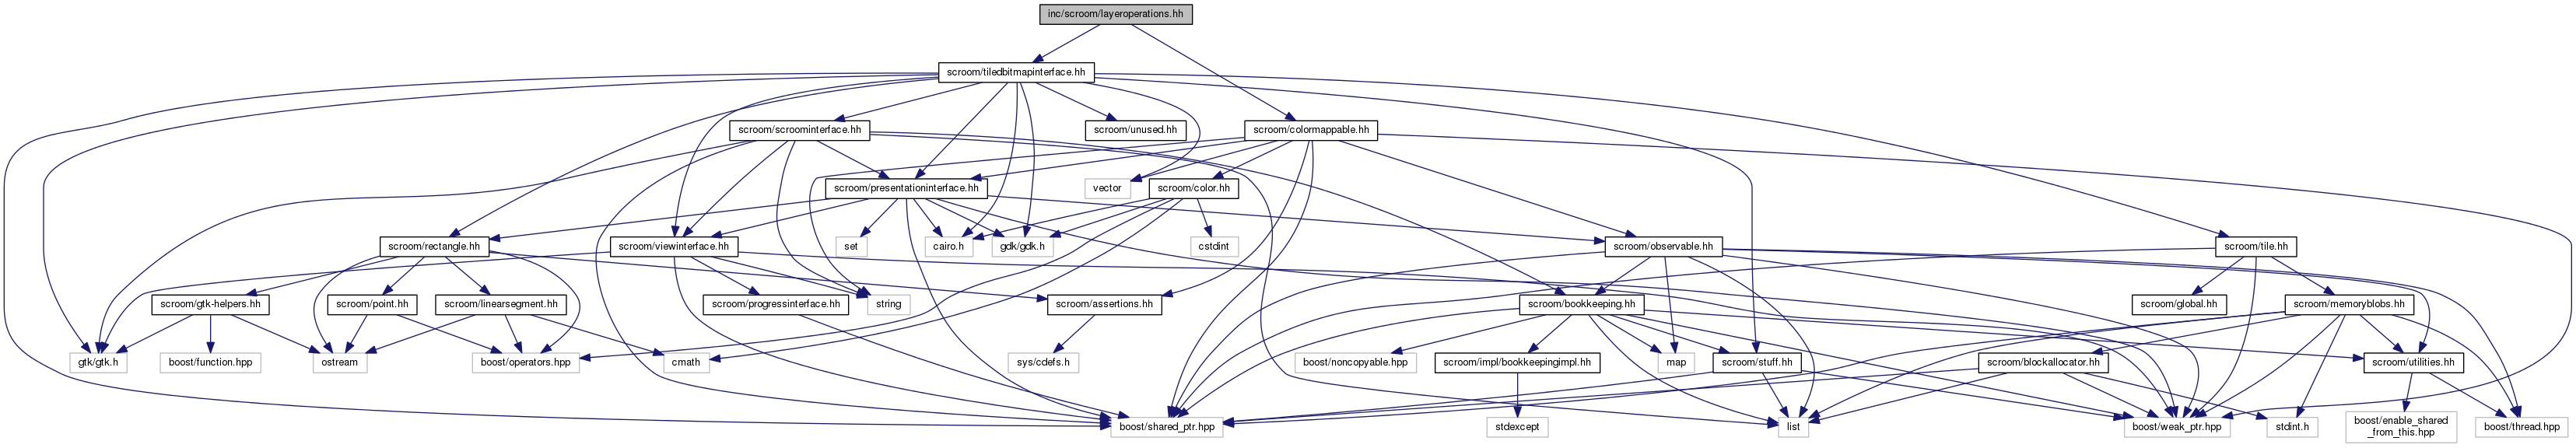 inc/scroom/layeroperations.hh
scroom/tiledbitmapinterface.hh
scroom/scroominterface.hh
scroom/unused.hh
scroom/colormappable.hh
scroom/presentationinterface.hh
vector
scroom/color.hh
scroom/rectangle.hh
scroom/viewinterface.hh
set
cairo.h
gdk/gdk.h
cstdint
scroom/observable.hh
scroom/tile.hh
scroom/gtk-helpers.hh
scroom/point.hh
scroom/linearsegment.hh
scroom/progressinterface.hh
string
scroom/assertions.hh
scroom/bookkeeping.hh
scroom/global.hh
scroom/memoryblobs.hh
gtk/gtk.h
boost/function.hpp
ostream
boost/operators.hpp
cmath
sys/cdefs.h
boost/noncopyable.hpp
scroom/impl/bookkeepingimpl.hh
map
scroom/stuff.hh
scroom/blockallocator.hh
scroom/utilities.hh
boost/shared_ptr.hpp
stdexcept
list
boost/weak_ptr.hpp
stdint.h
boost/enable_shared
_from_this.hpp
boost/thread.hpp